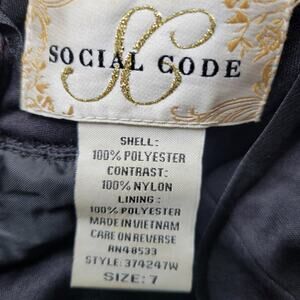 SC
SOCIAL CODE
SHELL:
100% POLYESTER
CONTRAST:
100% NYLON
LINING:
100% POLYESTER
MADE IN VIETNAM
CARE ON REVERSE
RN48533
STYLE: 374247W
SIZE: 7